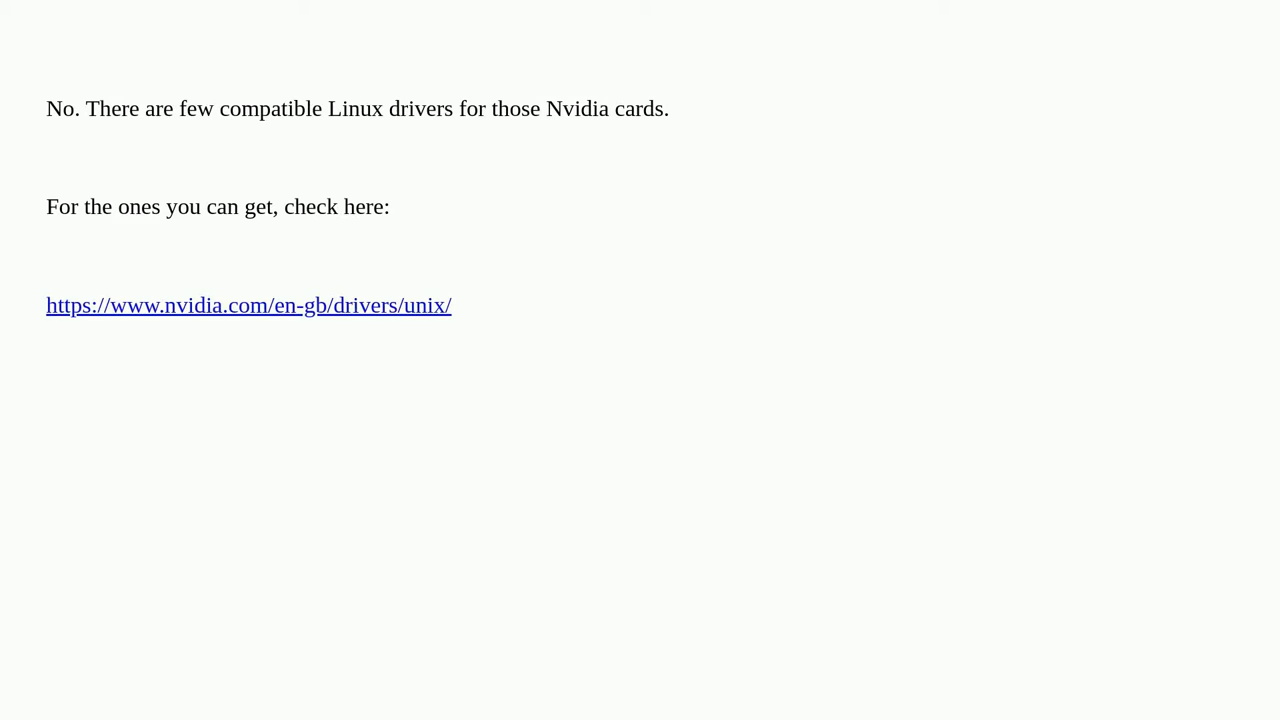 No. There are few compatible Linux drivers for those Nvidia cards.
For the ones you can get, check here:
https://www.nvidia.com/en-gb/drivers/unix/